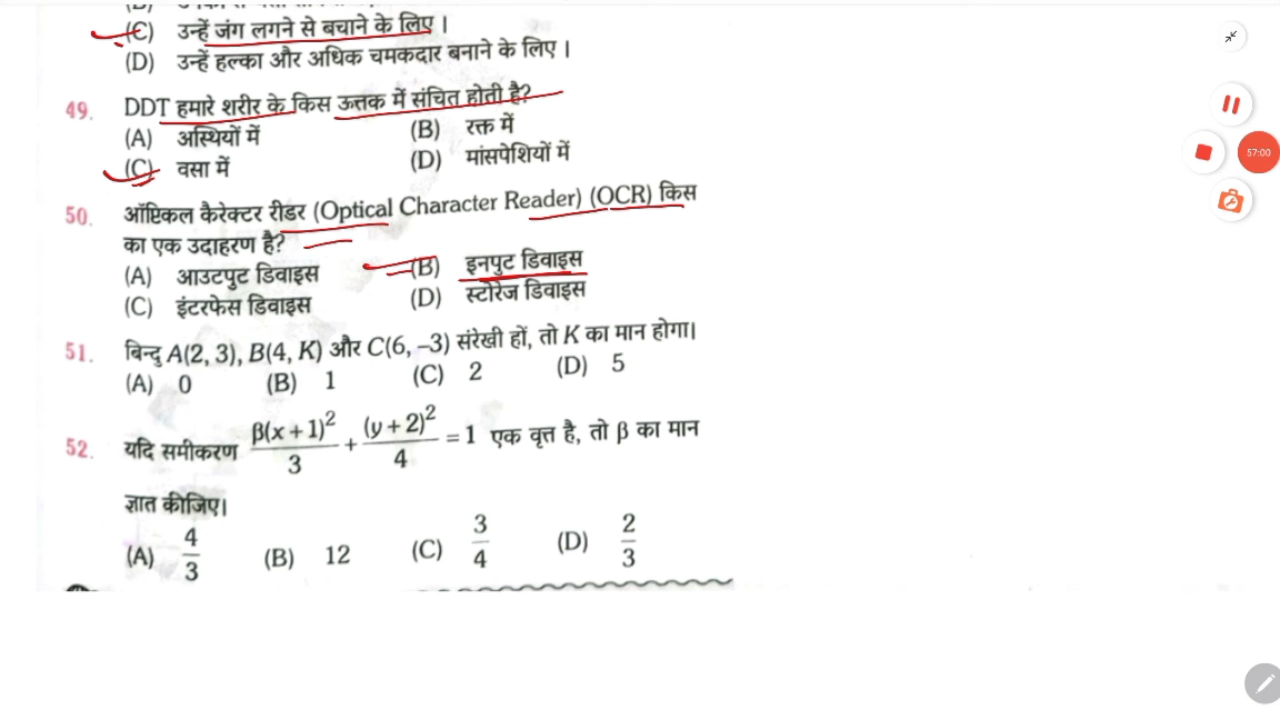 (C) उन्हें जंग लगने से बचाने के लिए।
(D) उन्हें हल्का और अधिक चमकदार बनाने के लिए।
49. DDT हमारे शरीर के किस ऊत्तक में संचित होती है?
(A) अस्थियों में (B) रक्त में
(C) वसा में (D) मांसपेशियों में
50. ऑप्टिकल कैरेक्टर रीडर (Optical Character Reader) (OCR) किस
का एक उदाहरण है?
(A) आउटपुट डिवाइस (B) इनपुट डिवाइस
(C) इंटरफेस डिवाइस (D) स्टोरेज डिवाइस
51. बिन्दु A(2, 3), B(4, K) और C(6, –3) संरेखी हों, तो K का मान होगा।
(A) 0 (B) 1 (C) 2 (D) 5
52. यदि समीकरण β(x + 1)²/3 + (y + 2)²/4 = 1 एक वृत्त है, तो β का मान
ज्ञात कीजिए।
(A) 4/3 (B) 12 (C) 3/4 (D) 2/3
57:00